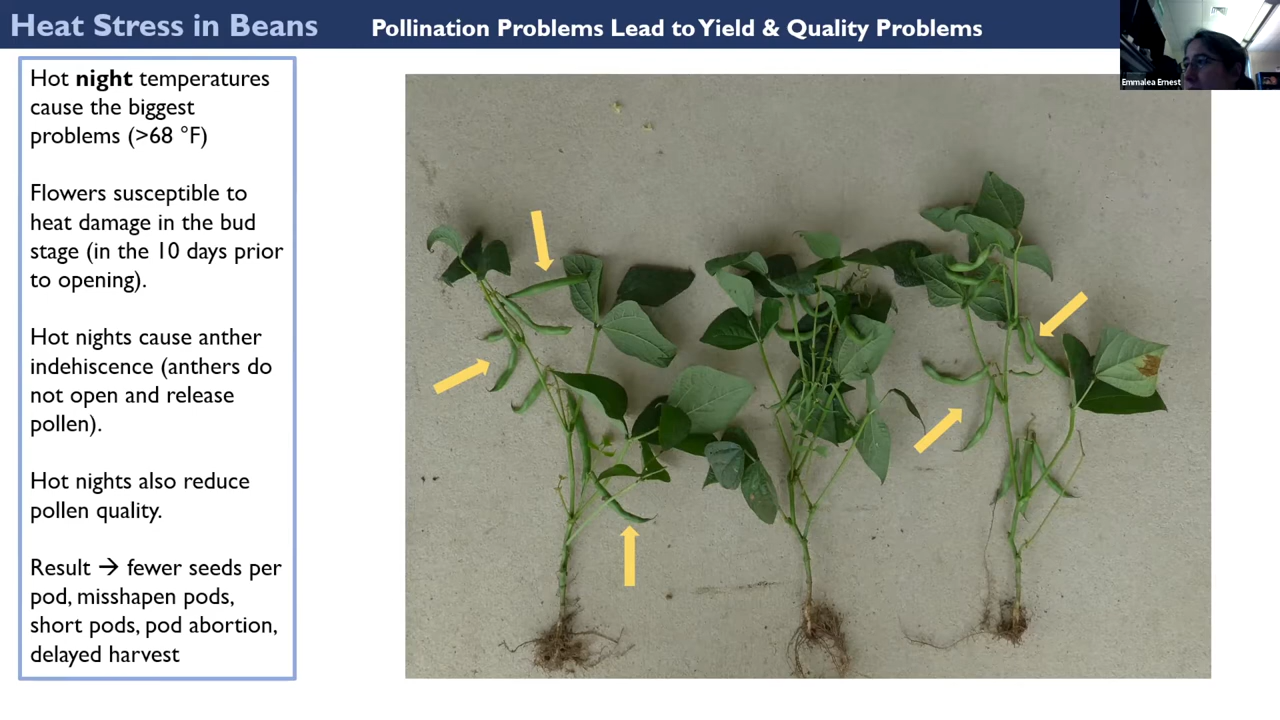 Heat Stress in Beans
Pollination Problems Lead to Yield & Quality Problems
Emmalea Ernest
Hot night temperatures
cause the biggest
problems (>68 °F)
Flowers susceptible to
heat damage in the bud
stage (in the 10 days prior
to opening).
Hot nights cause anther
indehiscence (anthers do
not open and release
pollen).
Hot nights also reduce
pollen quality.
Result → fewer seeds per
pod, misshapen pods,
short pods, pod abortion,
delayed harvest